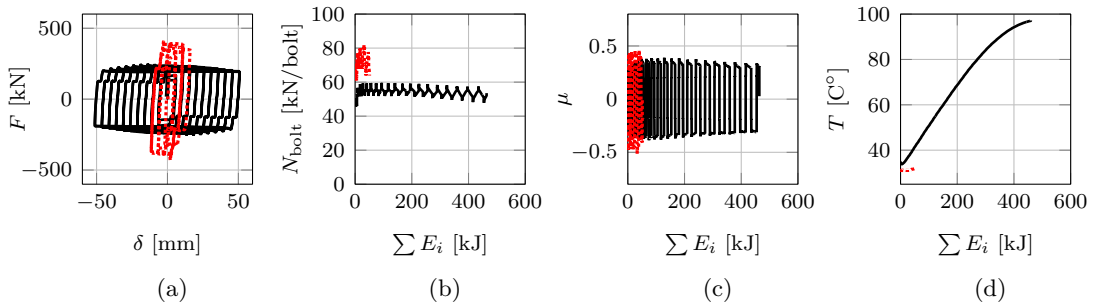 500
0
−500
−50
0
50
F [kN]
δ [mm]
(a)
100
80
60
40
20
0
0
200
400
600
N_bolt [kN/bolt]
∑ E_i [kJ]
(b)
0.5
0
−0.5
0
200
400
600
μ
∑ E_i [kJ]
(c)
100
80
60
40
0
200
400
600
T [C°]
∑ E_i [kJ]
(d)